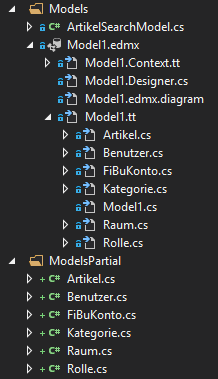 Models
C# ArtikelSearchModel.cs
Model1.edmx
Model1.Context.tt
Model1.Designer.cs
Model1.edmx.diagram
Model1.tt
Artikel.cs
Benutzer.cs
FiBuKonto.cs
Kategorie.cs
Model1.cs
Raum.cs
Rolle.cs
ModelsPartial
+ C# Artikel.cs
+ C# Benutzer.cs
+ C# FiBuKonto.cs
+ C# Kategorie.cs
+ C# Raum.cs
+ C# Rolle.cs